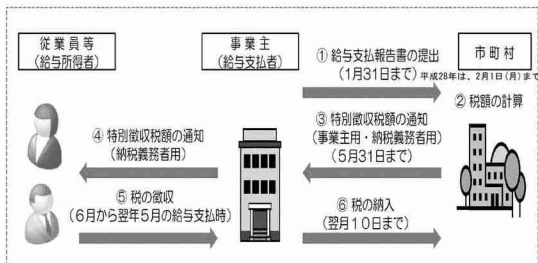 従業員等
(給与所得者)
事業主
(給与支払者)
市町村
① 給与支払報告書の提出
(1月31日まで)平成28年は、2月1日(月)まで
② 税額の計算
③ 特別徴収税額の通知
(事業主用・納税義務者用)
(5月31日まで)
④ 特別徴収税額の通知
(納税義務者用)
⑤ 税の徴収
(6月から翌年5月の給与支払時)
⑥ 税の納入
(翌月10日まで)